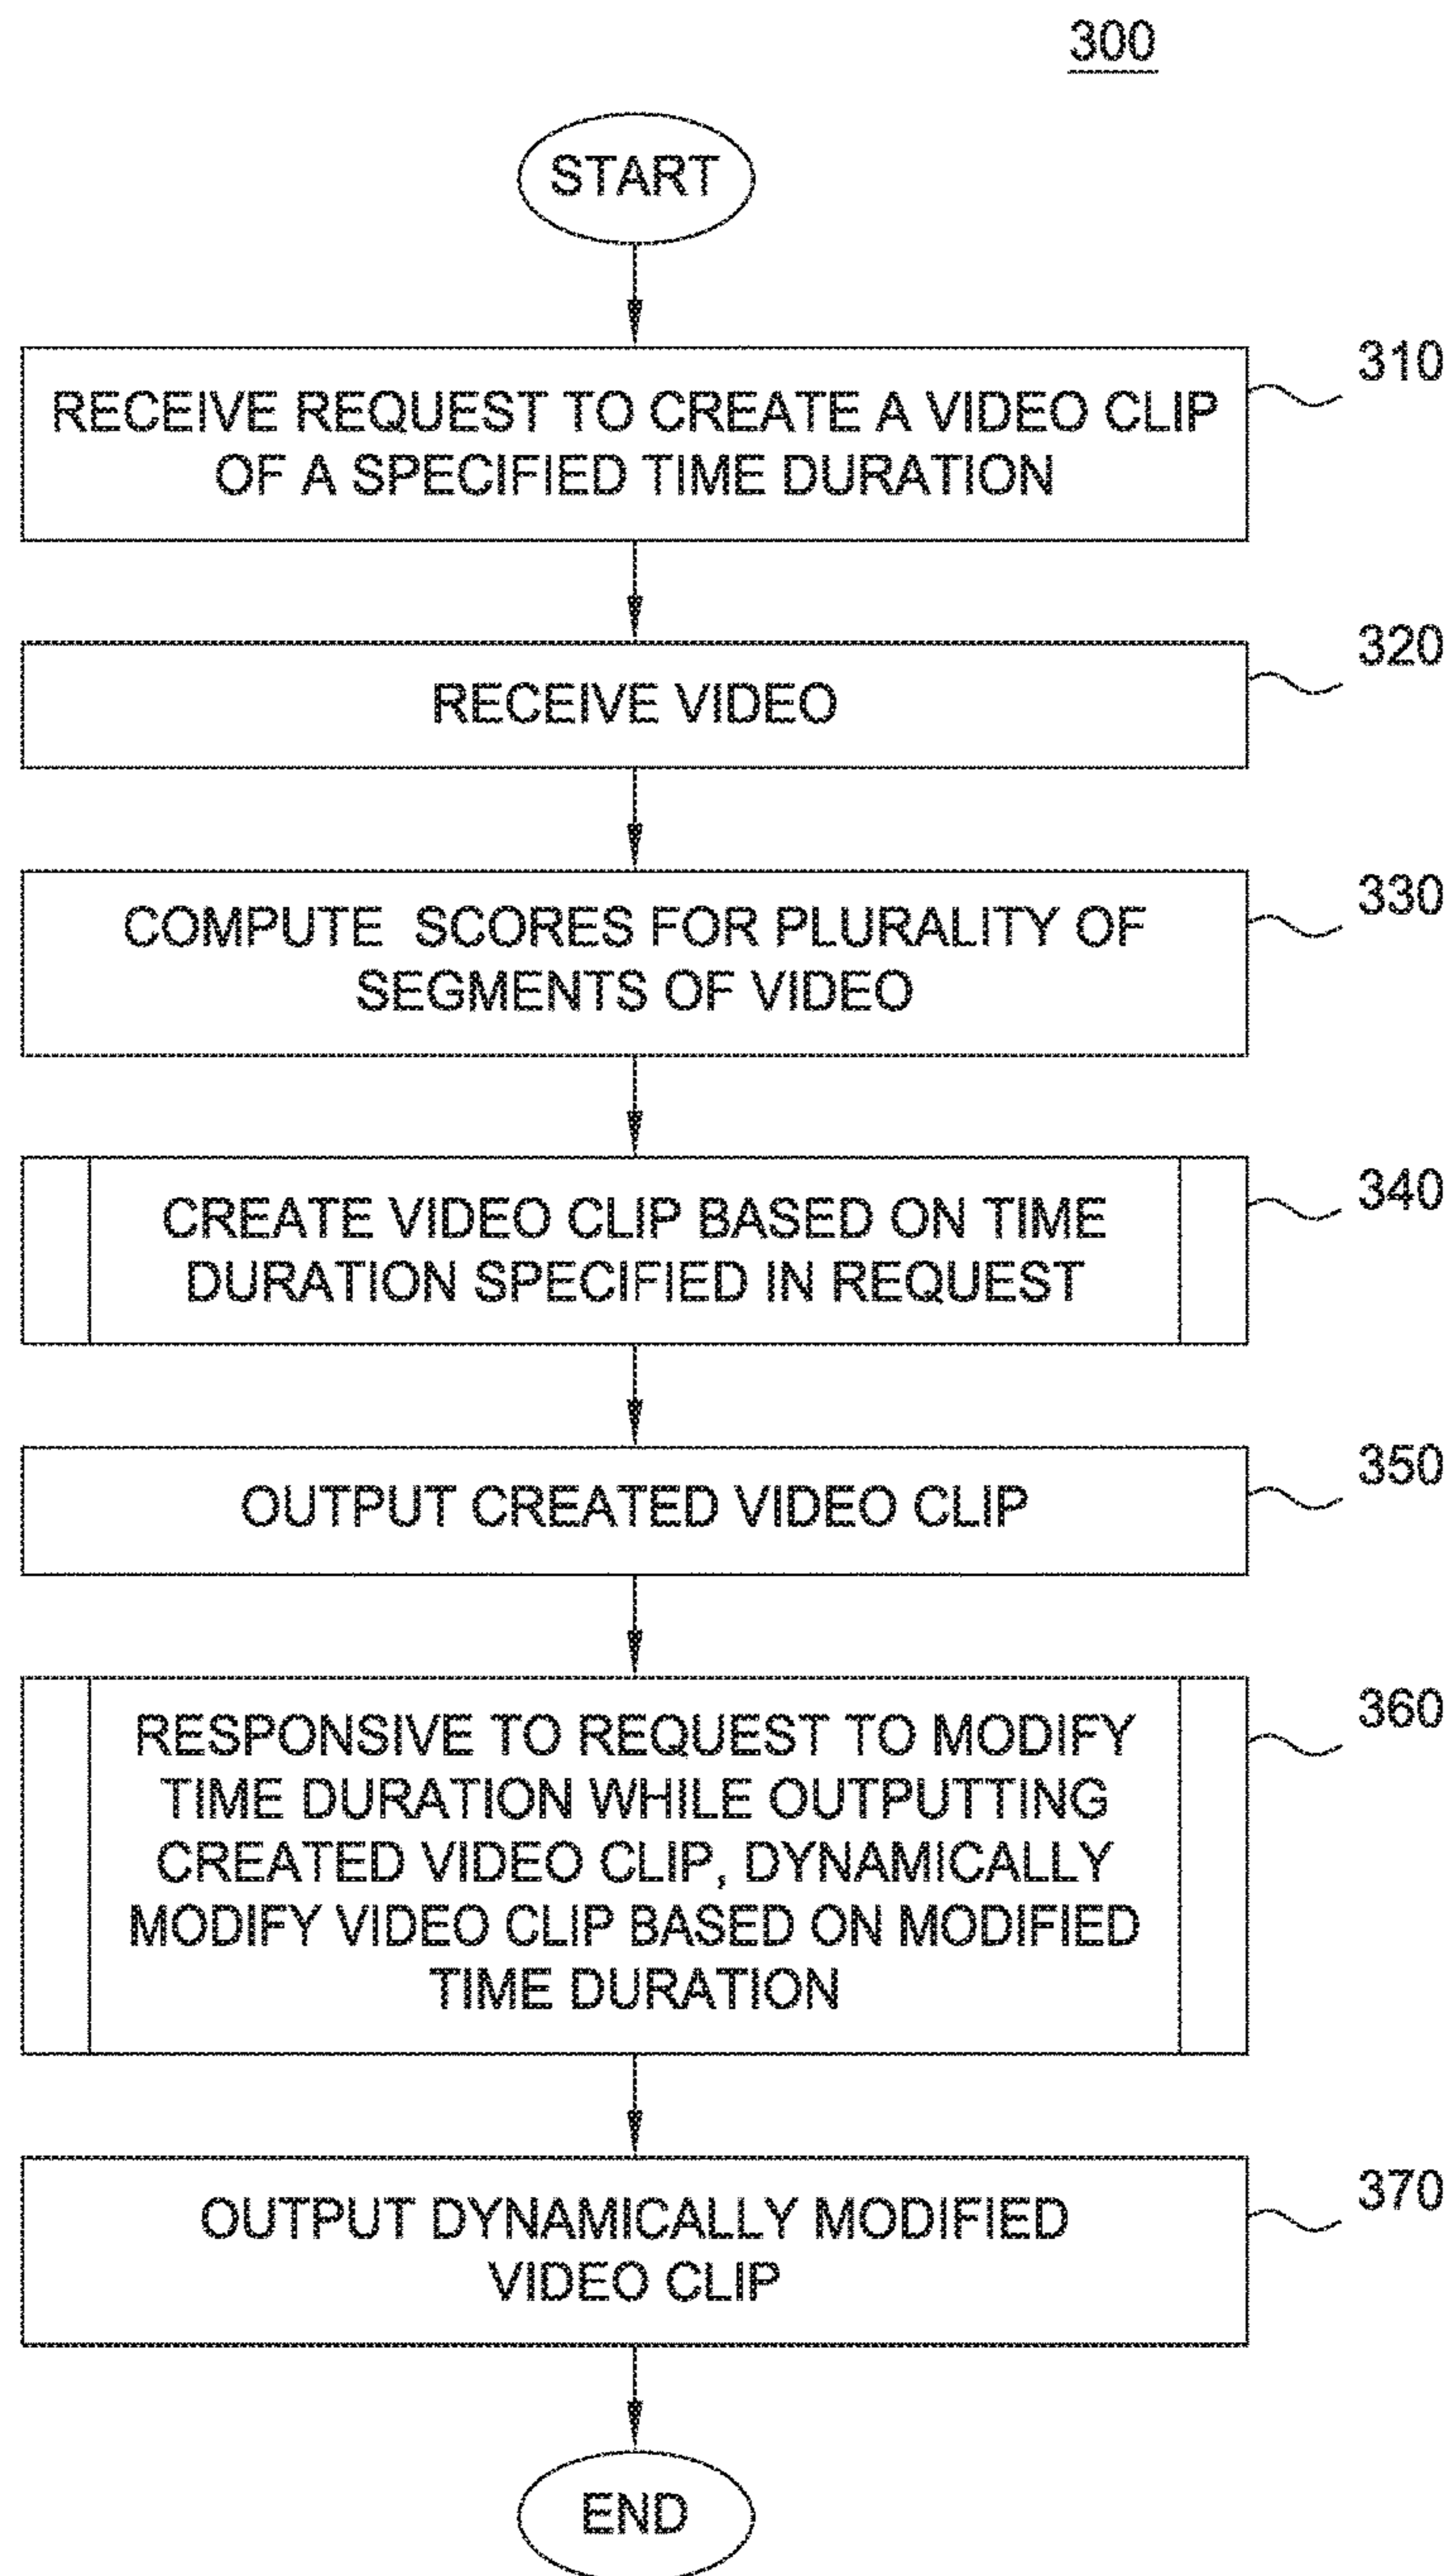 300
START
310
RECEIVE REQUEST TO CREATE A VIDEO CLIP
OF A SPECIFIED TIME DURATION
320
RECEIVE VIDEO
330
COMPUTE SCORES FOR PLURALITY OF
SEGMENTS OF VIDEO
340
CREATE VIDEO CLIP BASED ON TIME
DURATION SPECIFIED IN REQUEST
350
OUTPUT CREATED VIDEO CLIP
360
RESPONSIVE TO REQUEST TO MODIFY
TIME DURATION WHILE OUTPUTTING
CREATED VIDEO CLIP, DYNAMICALLY
MODIFY VIDEO CLIP BASED ON MODIFIED
TIME DURATION
370
OUTPUT DYNAMICALLY MODIFIED
VIDEO CLIP
END